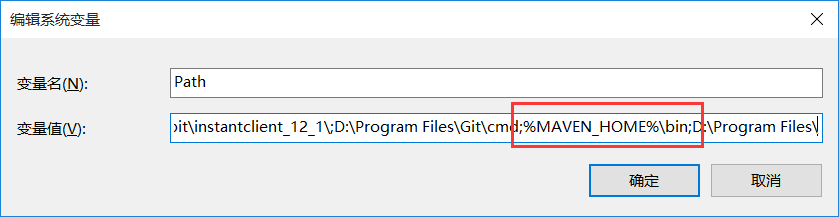 编辑系统变量
变量名(N):
Path
变量值(V):
bit\instantclient_12_1\;D:\Program Files\Git\cmd;%MAVEN_HOME%\bin;D:\Program Files\
确定
取消